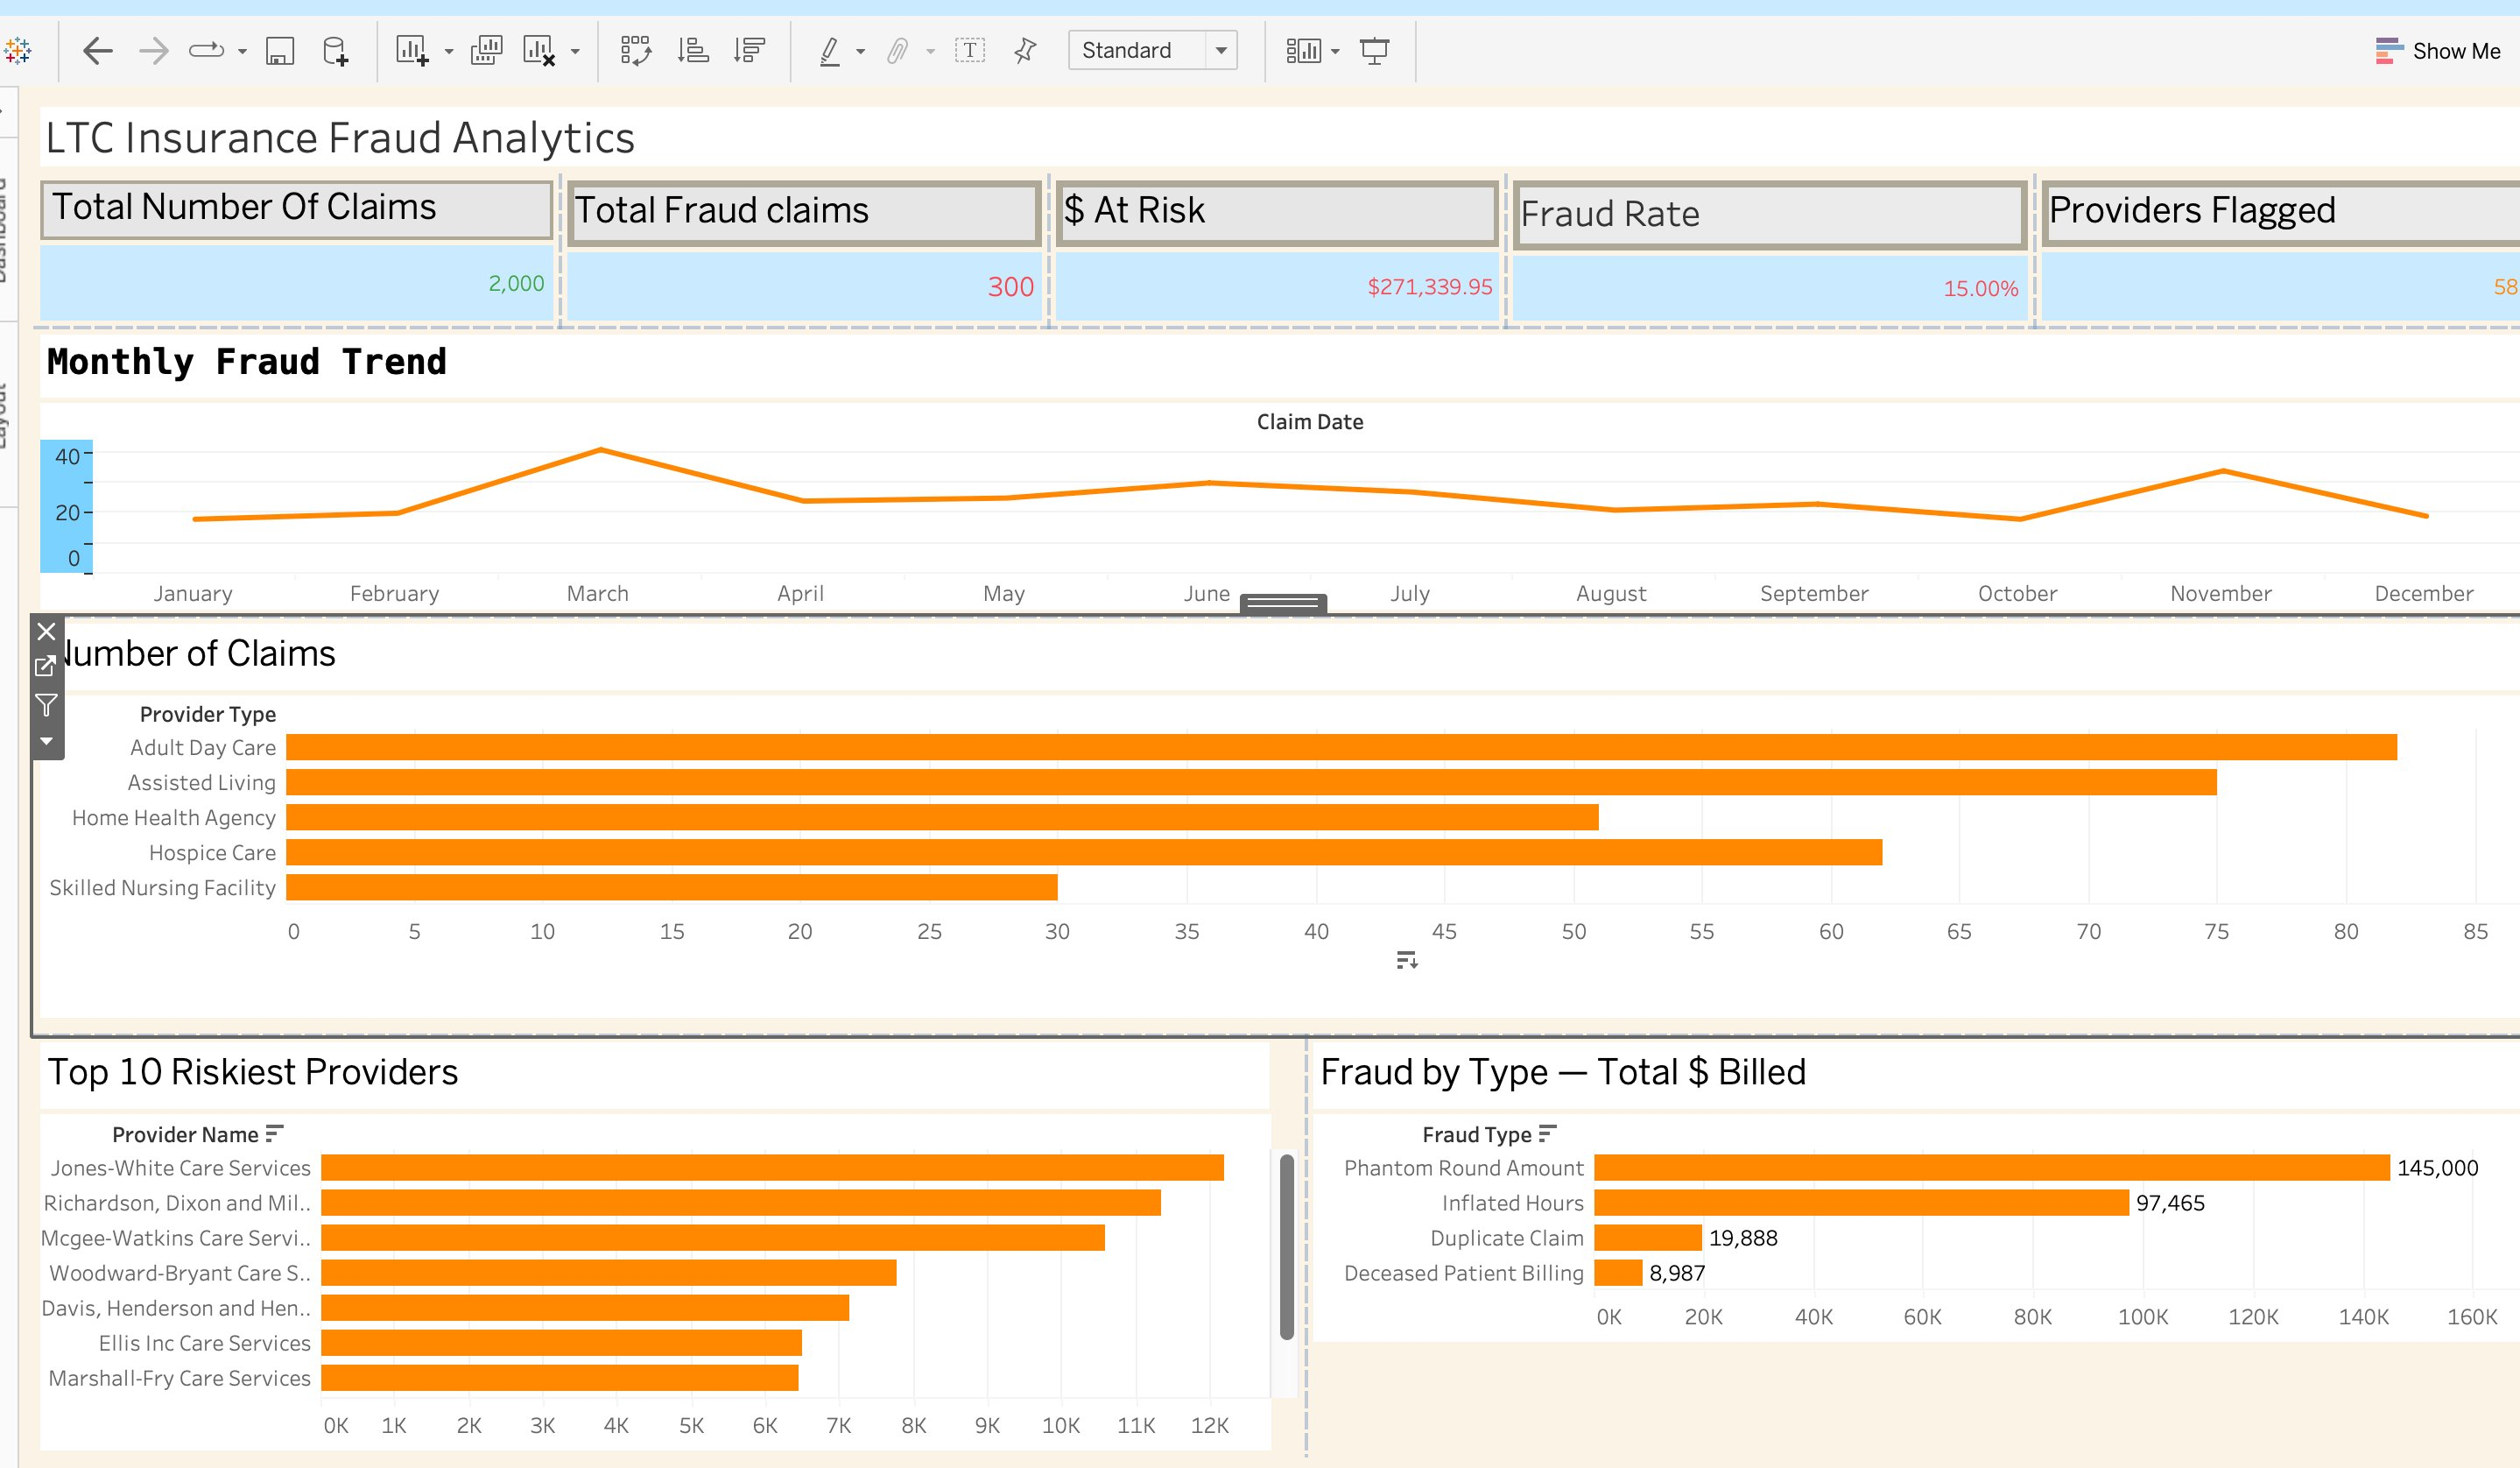 Standard
Show Me
Dashboard
Layout
LTC Insurance Fraud Analytics
Total Number Of Claims
Total Fraud claims
$ At Risk
Fraud Rate
Providers Flagged
2,000
300
$271,339.95
15.00%
58
Monthly Fraud Trend
Claim Date
40
20
0
January February March April May June July August September October November December
Number of Claims
Provider Type
Adult Day Care
Assisted Living
Home Health Agency
Hospice Care
Skilled Nursing Facility
0 5 10 15 20 25 30 35 40 45 50 55 60 65 70 75 80 85
Top 10 Riskiest Providers
Provider Name
Jones-White Care Services
Richardson, Dixon and Mil..
Mcgee-Watkins Care Servi..
Woodward-Bryant Care S..
Davis, Henderson and Hen..
Ellis Inc Care Services
Marshall-Fry Care Services
0K 1K 2K 3K 4K 5K 6K 7K 8K 9K 10K 11K 12K
Fraud by Type — Total $ Billed
Fraud Type
Phantom Round Amount 145,000
Inflated Hours 97,465
Duplicate Claim 19,888
Deceased Patient Billing 8,987
0K 20K 40K 60K 80K 100K 120K 140K 160K